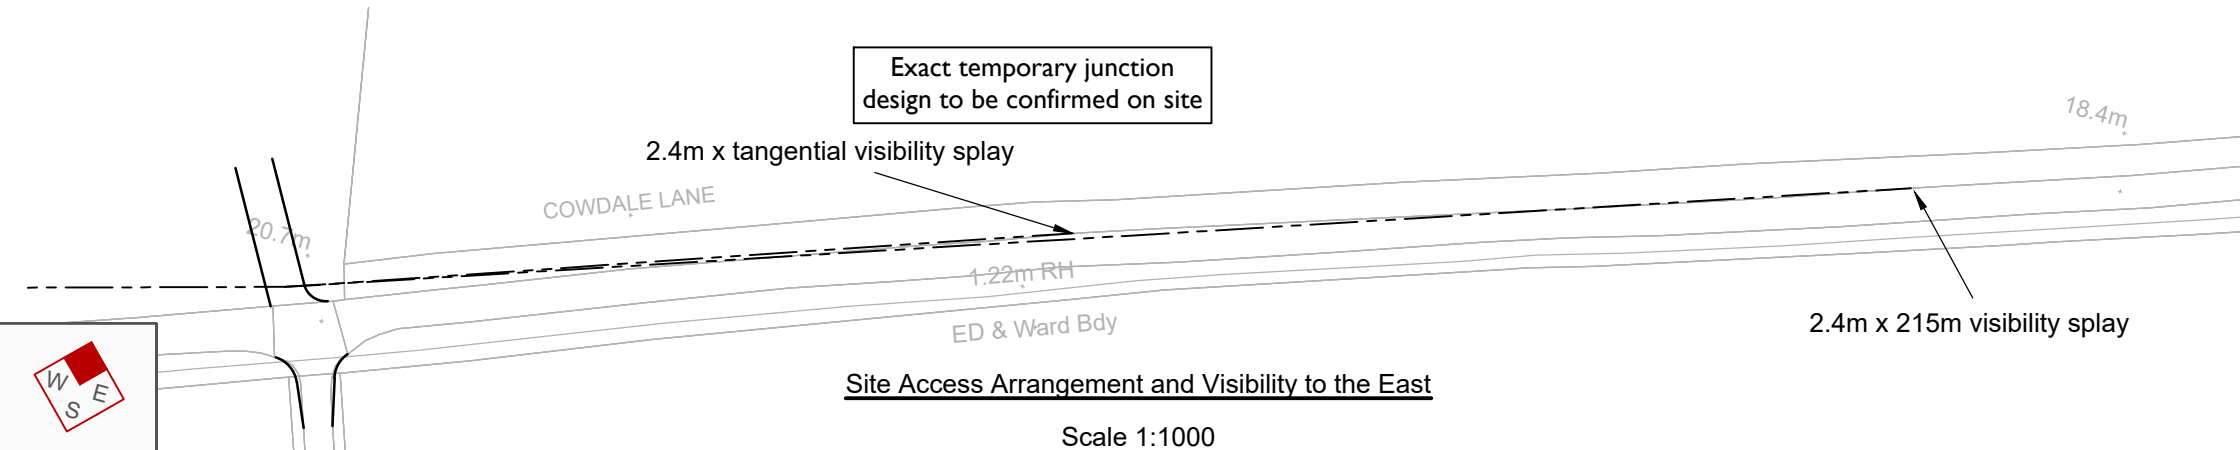 Exact temporary junction
design to be confirmed on site
18.4m
2.4m x tangential visibility splay
COWDALE LANE
20.7m
1.22m RH
ED & Ward Bdy
2.4m x 215m visibility splay
W
E
S
Site Access Arrangement and Visibility to the East
Scale 1:1000